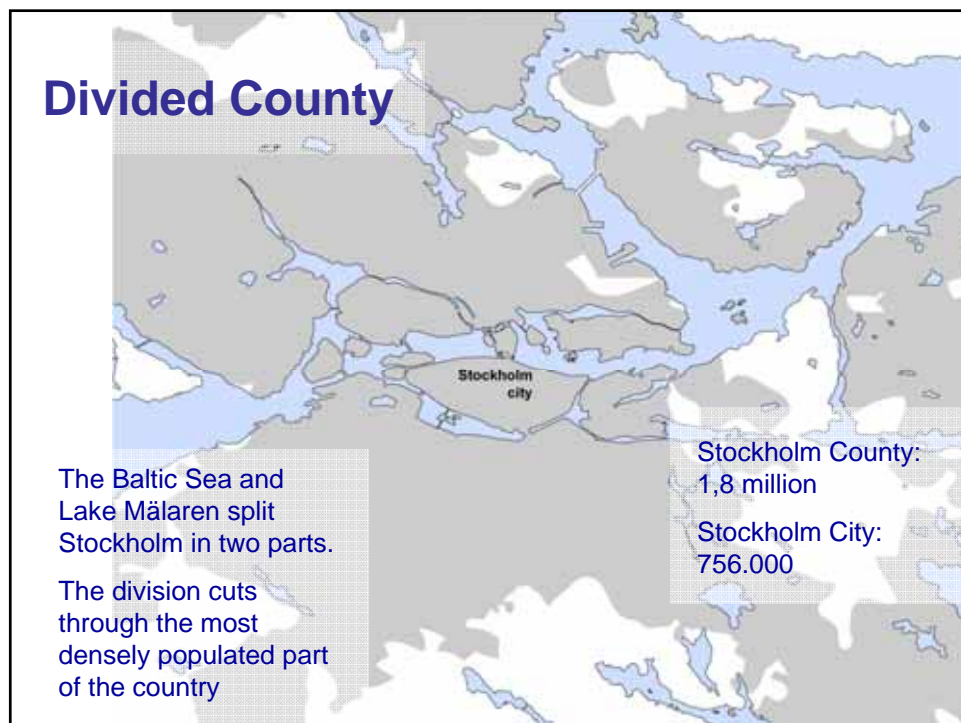 Divided County
Stockholm
city
The Baltic Sea and
Lake Mälaren split
Stockholm in two parts.
The division cuts
through the most
densely populated part
of the country
Stockholm County:
1,8 million
Stockholm City:
756.000